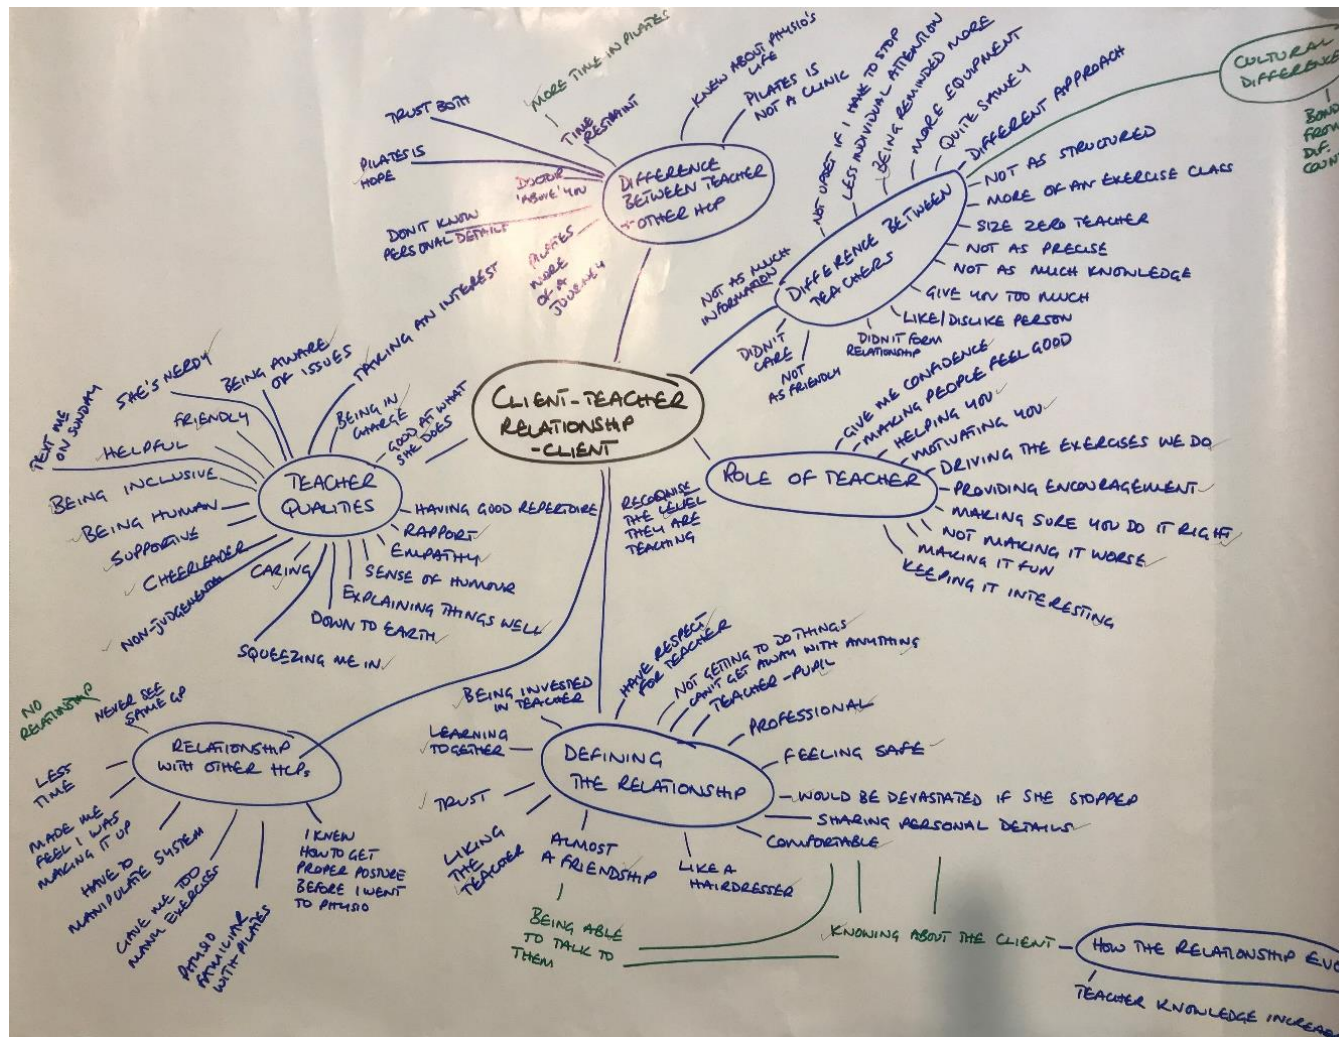 CLIENT-TEACHER
RELATIONSHIP
-CLIENT
DIFFERENCE
BETWEEN TEACHER
+ OTHER HCP
TRUST BOTH
PILATES IS
HOPE
DON'T KNOW
PERSONAL DETAILS
DOCTOR
'ABOVE' YOU
PILATES
MORE
OF A
JOURNEY
MORE TIME IN PILATES
TIME
RESTRAINT
KNEW ABOUT PHYSIO'S
LIFE
PILATES IS
NOT A CLINIC
DIFFERENCE BETWEEN
TEACHERS
NOT AS MUCH
INFORMATION
NOT UPSET IF I HAVE TO STOP
LESS INDIVIDUAL ATTENTION
BEING REMINDED MORE
MORE EQUIPMENT
QUITE SAMEY
DIFFERENT APPROACH
NOT AS STRUCTURED
MORE OF AN EXERCISE CLASS
SIZE ZERO TEACHER
NOT AS PRECISE
NOT AS MUCH KNOWLEDGE
GIVE YOU TOO MUCH
LIKE/DISLIKE PERSON
DIDN'T FORM
RELATIONSHIP
NOT
AS FRIENDLY
DIDN'T
CARE
CULTURAL
DIFFERENCE
BOND
FROM
DIF.
COUN
ROLE OF TEACHER
GIVE ME CONFIDENCE
MAKING PEOPLE FEEL GOOD
HELPING YOU
MOTIVATING YOU
DRIVING THE EXERCISES WE DO
PROVIDING ENCOURAGEMENT
MAKING SURE YOU DO IT RIGHT
NOT MAKING IT WORSE
MAKING IT FUN
KEEPING IT INTERESTING
RECOGNISE
THE LEVEL
THEY ARE
TEACHING
TEACHER
QUALITIES
TEXT ME
ON SUNDAY
SHE'S NERDY
BEING AWARE
OF ISSUES
TAKING AN INTEREST
BEING IN
CHARGE
GOOD AT WHAT
SHE DOES
FRIENDLY
HELPFUL
BEING INCLUSIVE
BEING HUMAN
SUPPORTIVE
CHEERLEADER
NON-JUDGEMENTAL
CARING
SQUEEZING ME IN
DOWN TO EARTH
EXPLAINING THINGS WELL
SENSE OF HUMOUR
EMPATHY
RAPPORT
HAVING GOOD REPERTOIRE
RELATIONSHIP
WITH OTHER HCPs
NO
RELATIONSHIP
NEVER SEE
SAME GP
LESS
TIME
MADE ME
FEEL I WAS
MAKING IT UP
HAVE TO
MANIPULATE SYSTEM
GAVE ME TOO
MANY EXERCISES
PHYSIO
FAMILIAR
WITH PILATES
I KNEW
HOW TO GET
PROPER POSTURE
BEFORE I WENT
TO PHYSIO
DEFINING
THE RELATIONSHIP
BEING INVESTED
IN TEACHER
LEARNING
TOGETHER
TRUST
LIKING
THE
TEACHER
ALMOST
A FRIENDSHIP
LIKE A
HAIRDRESSER
HAVE RESPECT
FOR TEACHER
NOT GETTING TO DO THINGS
CAN'T GET AWAY WITH ANYTHING
TEACHER-PUPIL
PROFESSIONAL
FEELING SAFE
WOULD BE DEVASTATED IF SHE STOPPED
SHARING PERSONAL DETAILS
COMFORTABLE
BEING ABLE
TO TALK TO
THEM
KNOWING ABOUT THE CLIENT
HOW THE RELATIONSHIP EVO
TEACHER KNOWLEDGE INCREA